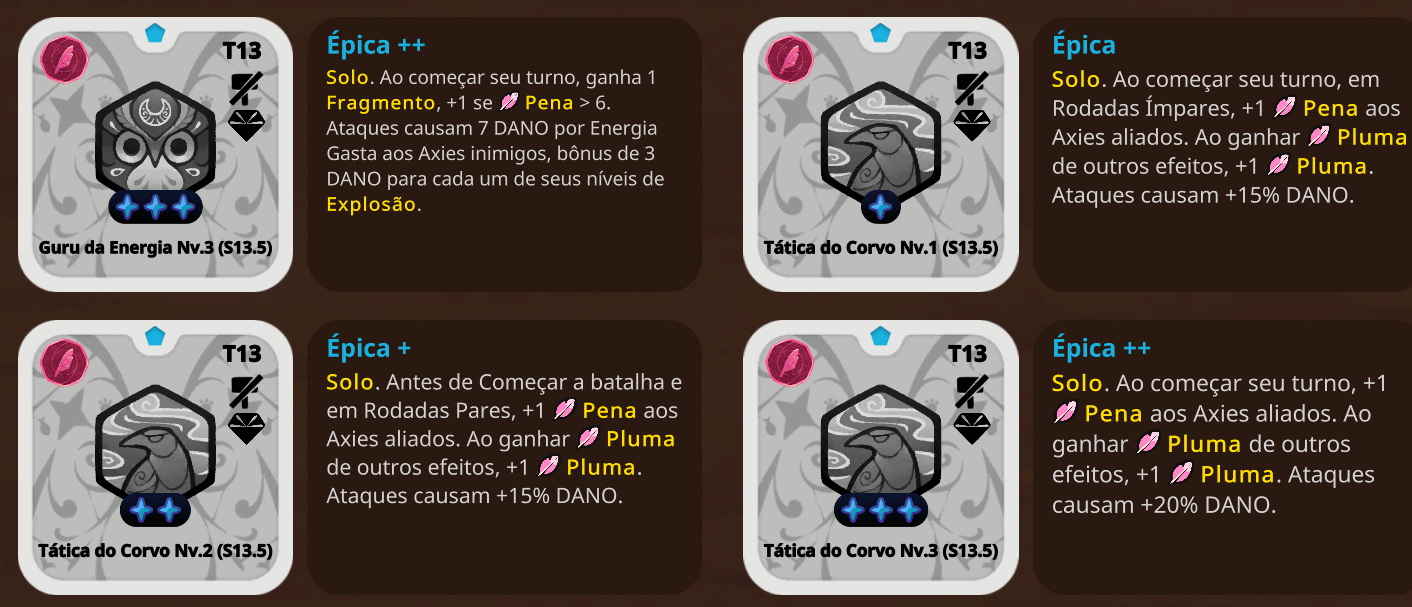 T13
Guru da Energia Nv.3 (S13.5)
Épica ++
Solo. Ao começar seu turno, ganha 1
Fragmento, +1 se Pena > 6.
Ataques causam 7 DANO por Energia
Gasta aos Axies inimigos, bônus de 3
DANO para cada um de seus níveis de
Explosão.
T13
Tática do Corvo Nv.1 (S13.5)
Épica
Solo. Ao começar seu turno, em
Rodadas Ímpares, +1 Pena aos
Axies aliados. Ao ganhar Pluma
de outros efeitos, +1 Pluma.
Ataques causam +15% DANO.
T13
Tática do Corvo Nv.2 (S13.5)
Épica +
Solo. Antes de Começar a batalha e
em Rodadas Pares, +1 Pena aos
Axies aliados. Ao ganhar Pluma
de outros efeitos, +1 Pluma.
Ataques causam +15% DANO.
T13
Tática do Corvo Nv.3 (S13.5)
Épica ++
Solo. Ao começar seu turno, +1
Pena aos Axies aliados. Ao
ganhar Pluma de outros
efeitos, +1 Pluma. Ataques
causam +20% DANO.